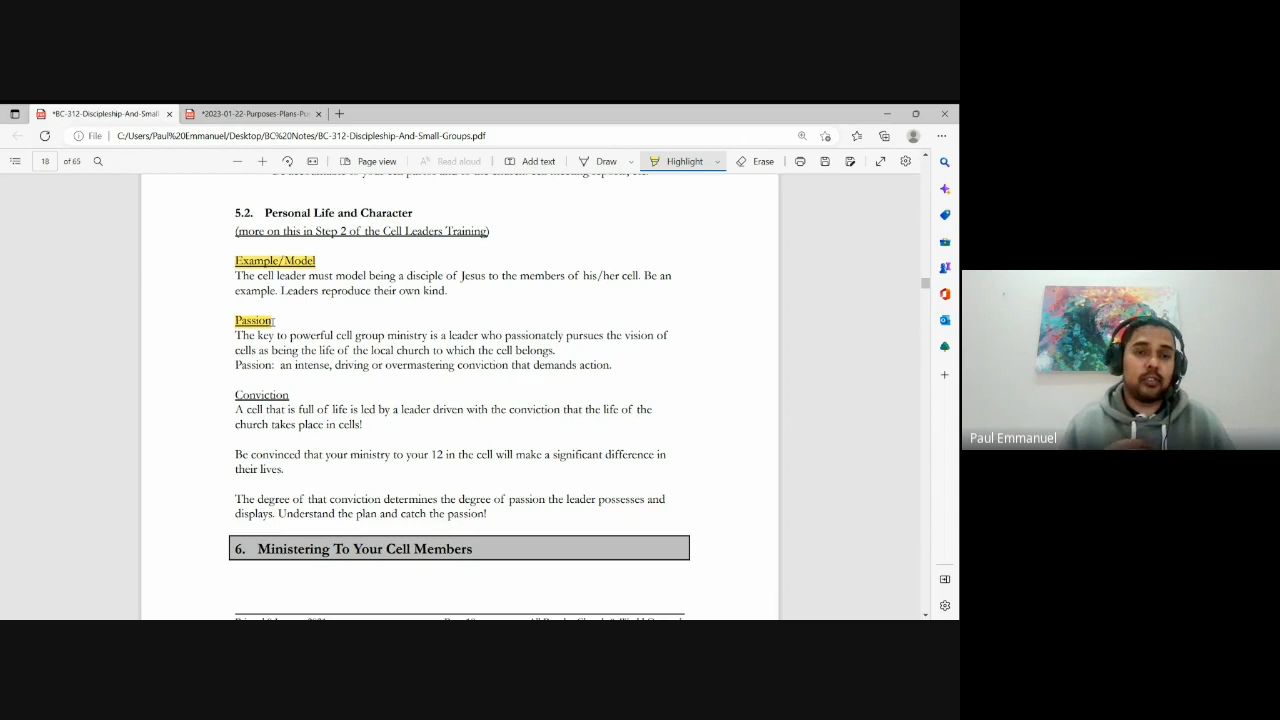 *BC-312-Discipleship-And-Small
*2023-01-22-Purposes-Plans-Pu
File
C:/Users/Paul%20Emmanuel/Desktop/BC%20Notes/BC-312-Discipleship-And-Small-Groups.pdf
18 of 65
Page view
Read aloud
Add text
Draw
Highlight
Erase
5.2. Personal Life and Character
(more on this in Step 2 of the Cell Leaders Training)
Example/Model
The cell leader must model being a disciple of Jesus to the members of his/her cell. Be an
example. Leaders reproduce their own kind.
Passion
The key to powerful cell group ministry is a leader who passionately pursues the vision of
cells as being the life of the local church to which the cell belongs.
Passion: an intense, driving or overmastering conviction that demands action.
Conviction
A cell that is full of life is led by a leader driven with the conviction that the life of the
church takes place in cells!
Be convinced that your ministry to your 12 in the cell will make a significant difference in
their lives.
The degree of that conviction determines the degree of passion the leader possesses and
displays. Understand the plan and catch the passion!
6. Ministering To Your Cell Members
Paul Emmanuel